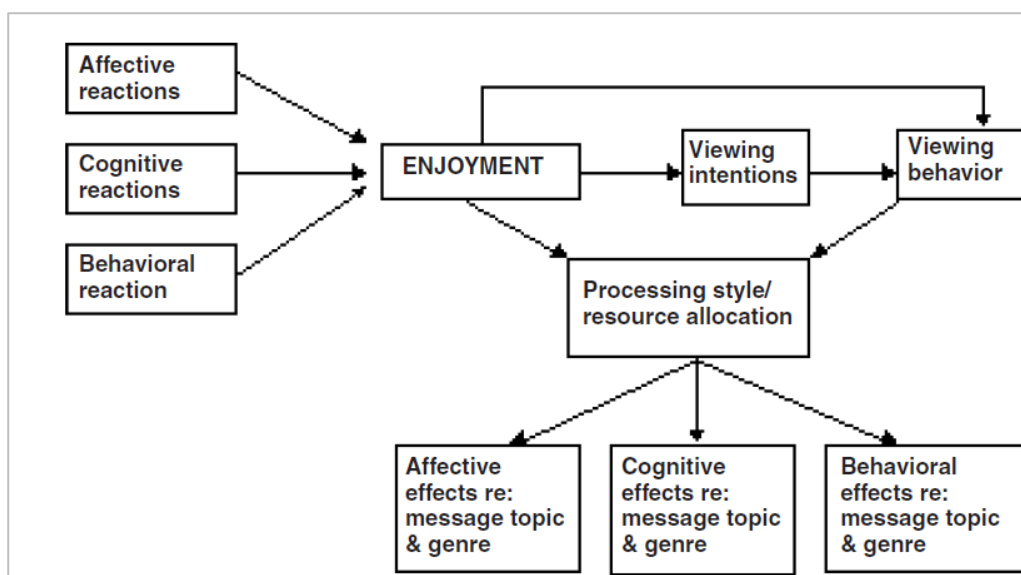 Affective
reactions
Cognitive
reactions
Behavioral
reaction
ENJOYMENT
Viewing
intentions
Viewing
behavior
Processing style/
resource allocation
Affective
effects re:
message topic
& genre
Cognitive
effects re:
message topic
& genre
Behavioral
effects re:
message topic
& genre